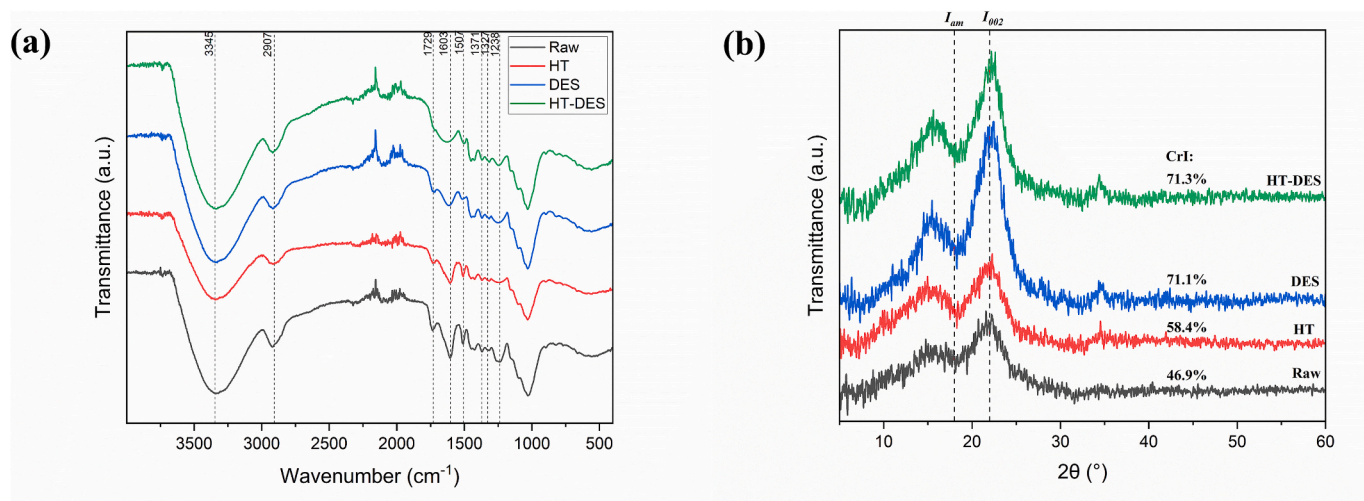 (a)
3345
2907
1729
1603
1507
1371
1327
1238
Raw
HT
DES
HT-DES
Transmittance (a.u.)
3500 3000 2500 2000 1500 1000 500
Wavenumber (cm⁻¹)
(b)
I_am I_002
CrI:
71.3% HT-DES
71.1% DES
58.4% HT
46.9% Raw
Transmittance (a.u.)
10 20 30 40 50 60
2θ (°)